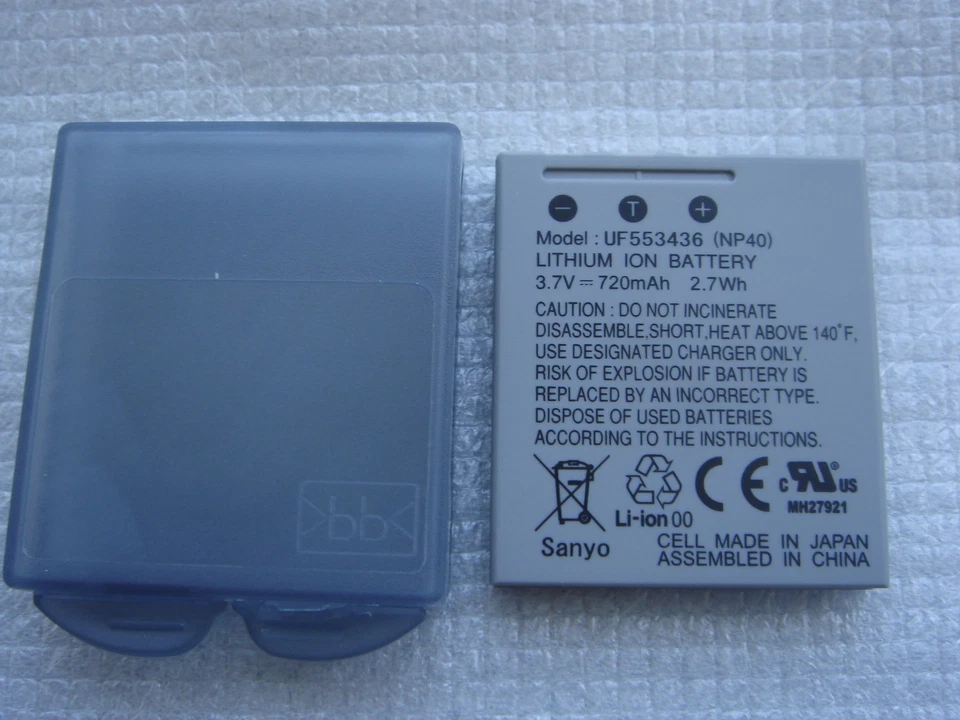 − T +
Model : UF553436 (NP40)
LITHIUM ION BATTERY
3.7V⎓720mAh 2.7Wh
CAUTION : DO NOT INCINERATE
DISASSEMBLE,SHORT,HEAT ABOVE 140°F,
USE DESIGNATED CHARGER ONLY.
RISK OF EXPLOSION IF BATTERY IS
REPLACED BY AN INCORRECT TYPE.
DISPOSE OF USED BATTERIES
ACCORDING TO THE INSTRUCTIONS.
CE c RU ® US
MH27921
Li-ion 00
Sanyo
CELL MADE IN JAPAN
ASSEMBLED IN CHINA
bb